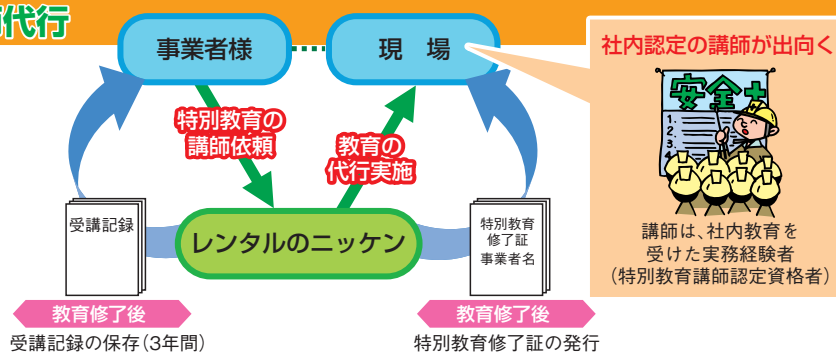 代行
事業者様
現 場
社内認定の講師が出向く
安全+
1.
2.
3.
4
特別教育の
講師依頼
教育の
代行実施
受講記録
レンタルのニッケン
特別教育
修了証
事業者名
講師は、社内教育を
受けた実務経験者
(特別教育講師認定資格者)
教育修了後
受講記録の保存(3年間)
教育修了後
特別教育修了証の発行